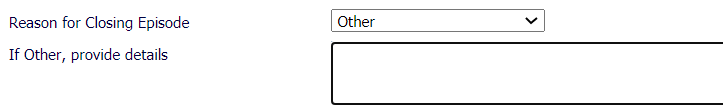 Reason for Closing Episode Other
If Other, provide details